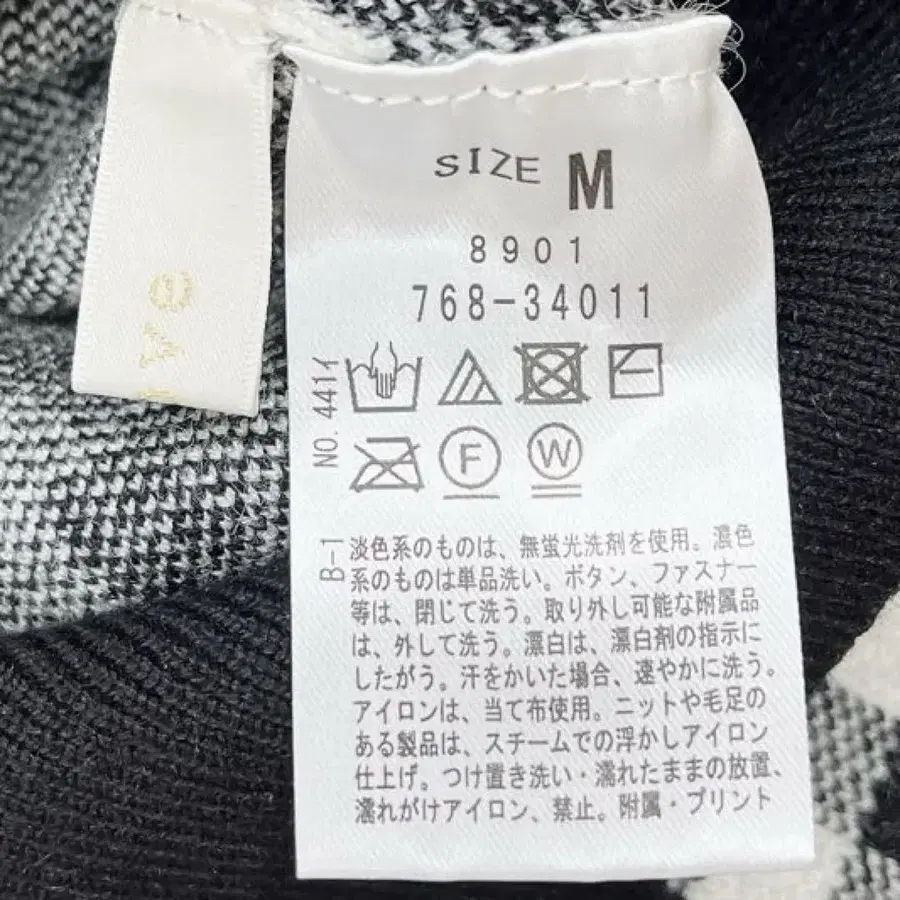 SIZE M
8901
768-34011
NO. 441イ
F
W
B-1
淡色系のものは、無蛍光洗剤を使用。濃色
系のものは単品洗い。ボタン、ファスナー
等は、閉じて洗う。取り外し可能な附属品
は、外して洗う。漂白は、漂白剤の指示に
したがう。汗をかいた場合、速やかに洗う。
アイロンは、当て布使用。ニットや毛足の
ある製品は、スチームでの浮かしアイロン
仕上げ。つけ置き洗い・濡れたままの放置、
濡れがけアイロン、禁止。附属・プリント